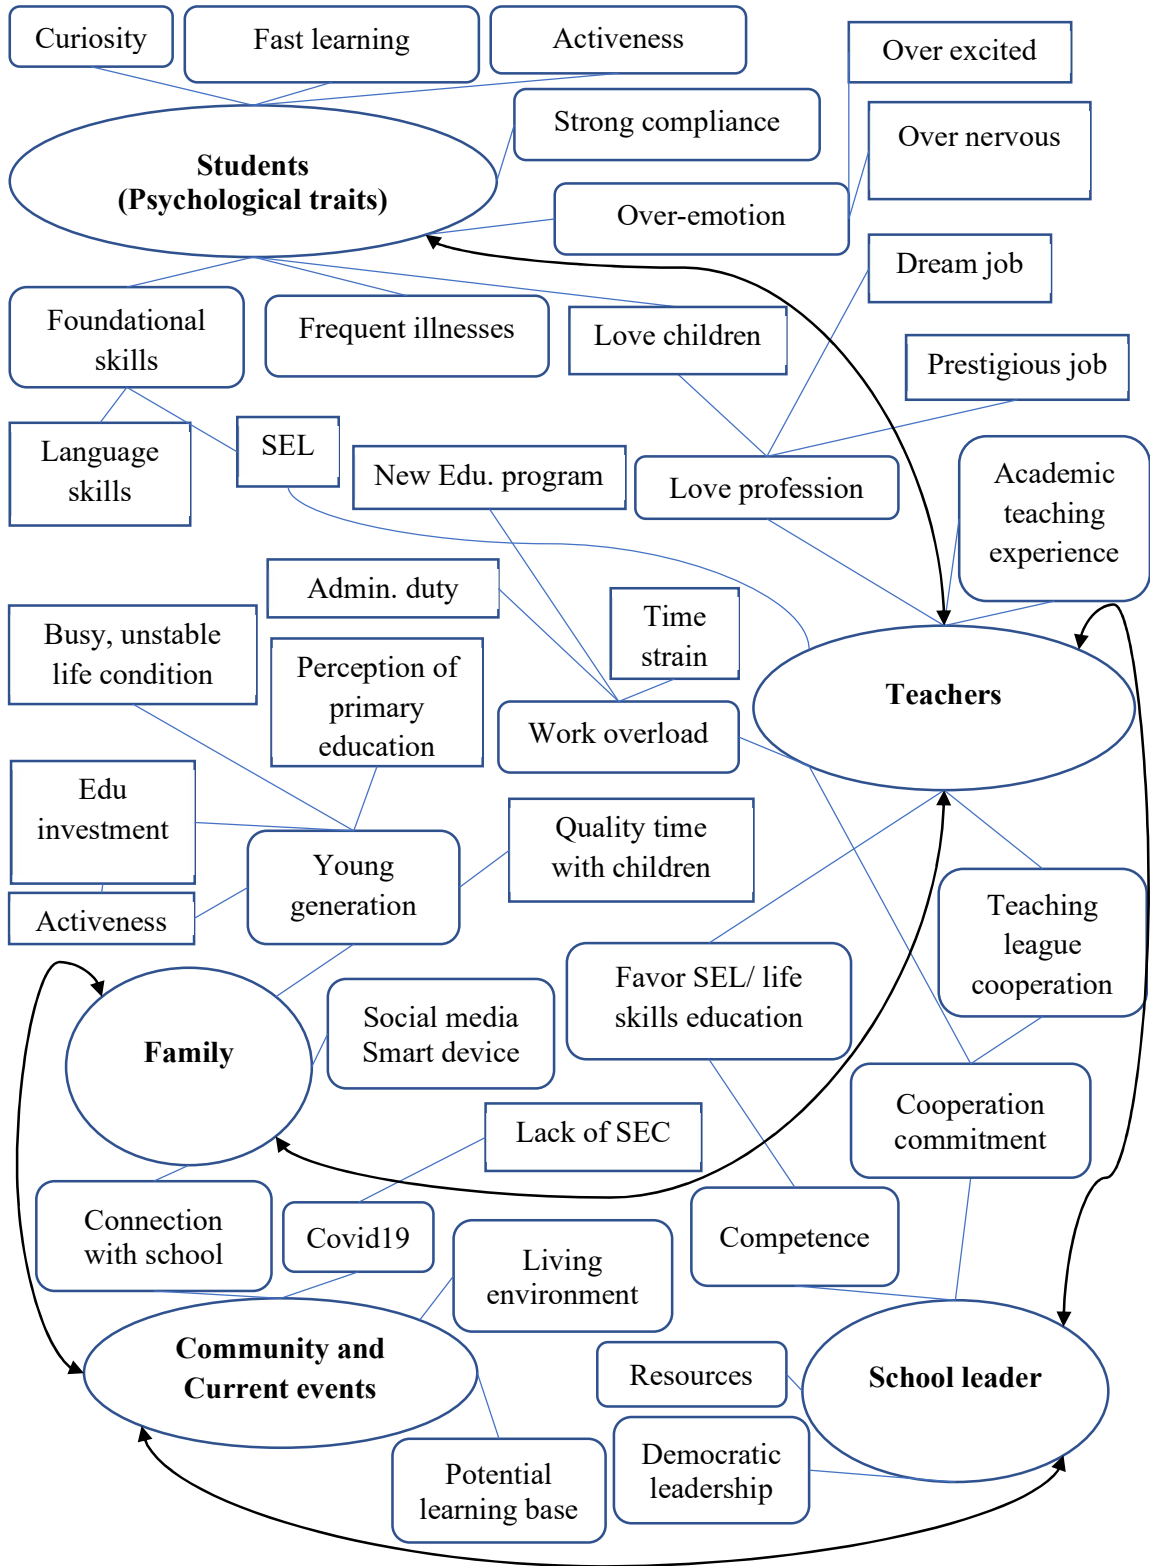 Curiosity
Fast learning
Activeness
Over excited
Strong compliance
Over nervous
Students
(Psychological traits)
Over-emotion
Dream job
Foundational
skills
Frequent illnesses
Love children
Prestigious job
Language
skills
SEL
New Edu. program
Love profession
Academic
teaching
experience
Admin. duty
Time
strain
Busy, unstable
life condition
Perception of
primary
education
Teachers
Work overload
Edu
investment
Quality time
with children
Young
generation
Activeness
Teaching
league
cooperation
Favor SEL/ life
skills education
Family
Social media
Smart device
Cooperation
commitment
Lack of SEC
Connection
with school
Covid19
Competence
Living
environment
Community and
Current events
Resources
School leader
Democratic
leadership
Potential
learning base